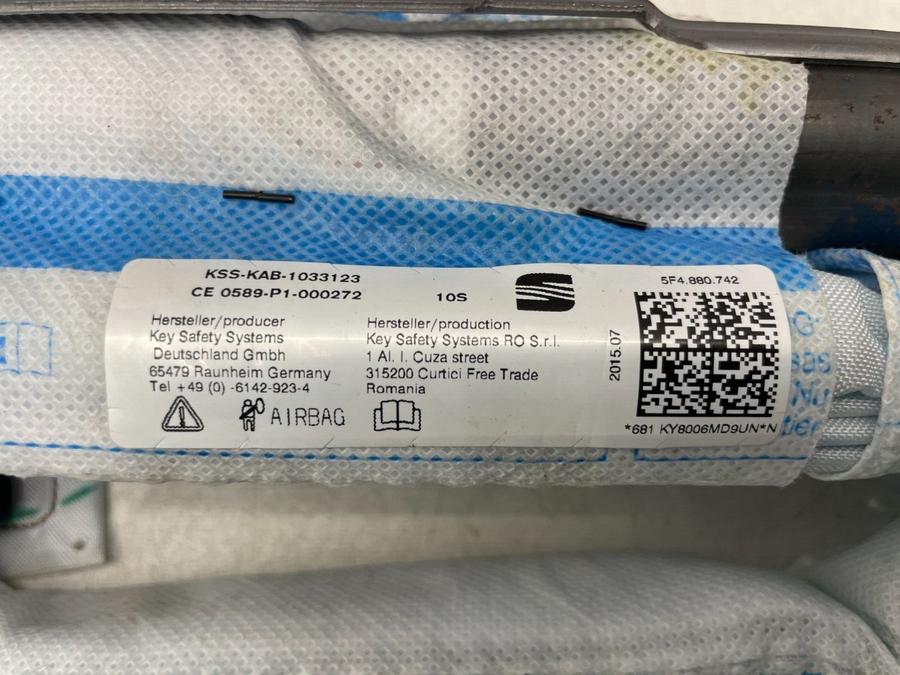 KSS-KAB-1033123
CE 0589-P1-000272
10S
5F4.880.742
Hersteller/producer
Key Safety Systems
Deutschland Gmbh
65479 Raunheim Germany
Tel +49 (0) -6142-923-4
Hersteller/production
Key Safety Systems RO S.r.l.
1 Al. I. Cuza street
315200 Curtici Free Trade
Romania
2015.07
AIRBAG
*681 KY8006MD9UN*N